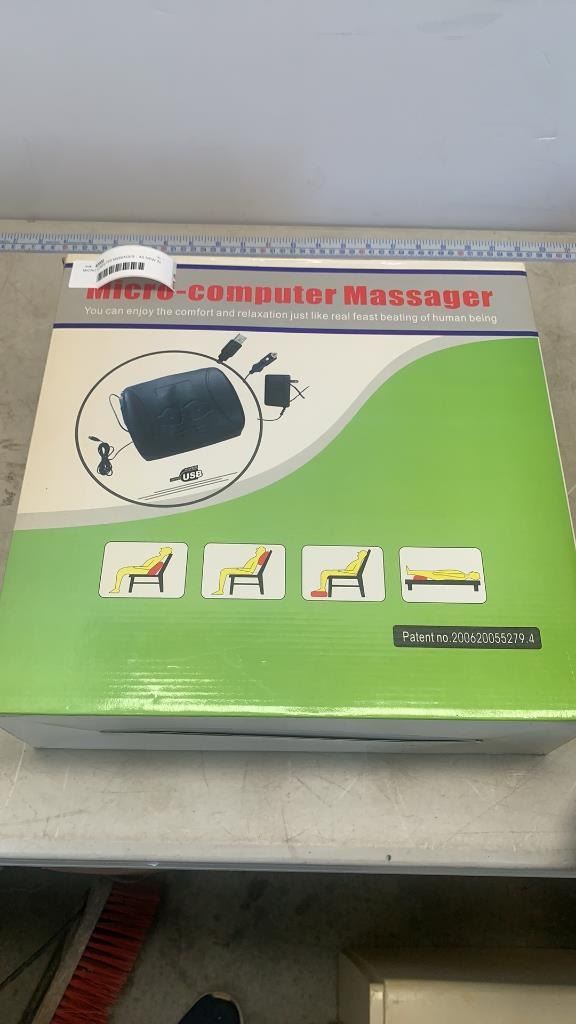 Micro-computer Massager
You can enjoy the comfort and relaxation just like real feast beating of human being
USB
Patent no.200620055279.4